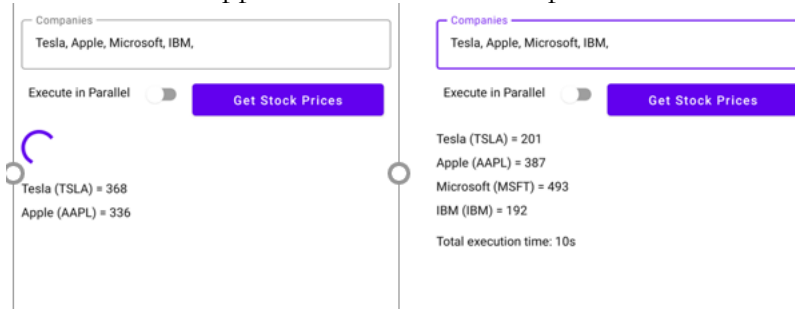 Companies
Tesla, Apple, Microsoft, IBM,
Execute in Parallel
Get Stock Prices
Tesla (TSLA) = 368
Apple (AAPL) = 336
Companies
Tesla, Apple, Microsoft, IBM,
Execute in Parallel
Get Stock Prices
Tesla (TSLA) = 201
Apple (AAPL) = 387
Microsoft (MSFT) = 493
IBM (IBM) = 192
Total execution time: 10s